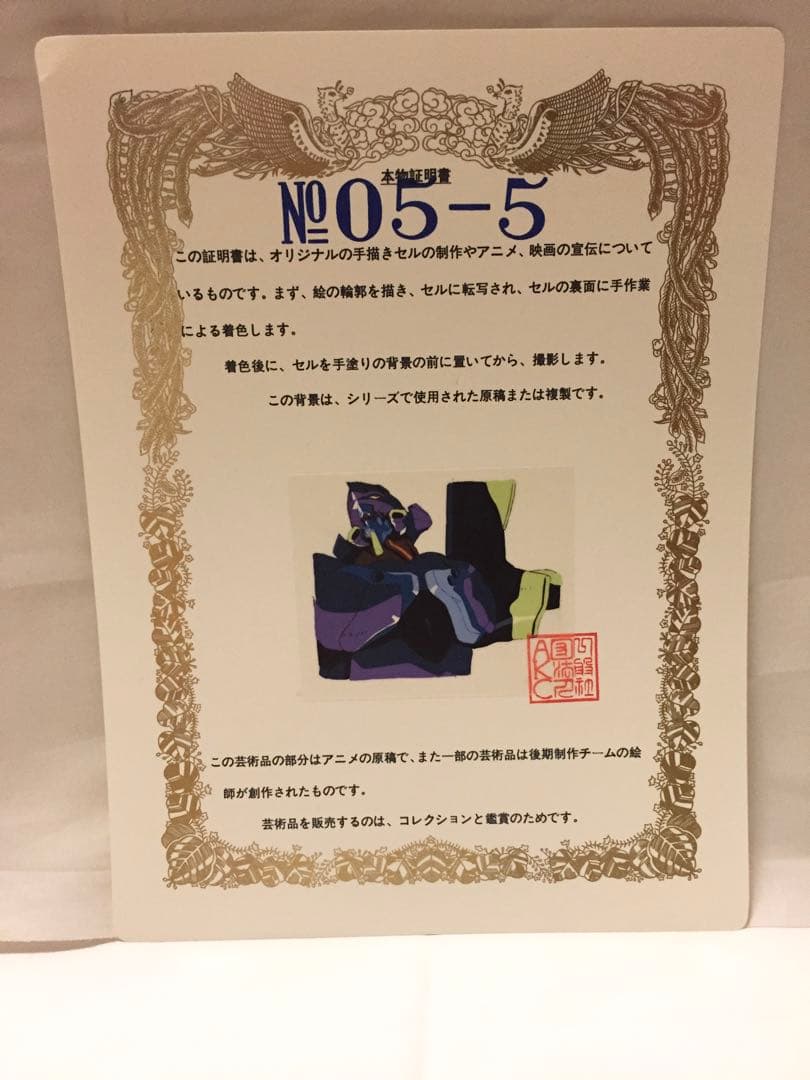 本物証明書
№05-5
この証明書は、オリジナルの手描きセルの制作やアニメ、映画の宣伝について
いるものです。まず、絵の輪郭を描き、セルに転写され、セルの裏面に手作業
による着色します。
着色後に、セルを手塗りの背景の前に置いてから、撮影します。
この背景は、シリーズで使用された原稿または複製です。
AKC
この芸術品の部分はアニメの原稿で、また一部の芸術品は後期制作チームの絵
師が創作されたものです。
芸術品を販売するのは、コレクションと鑑賞のためです。